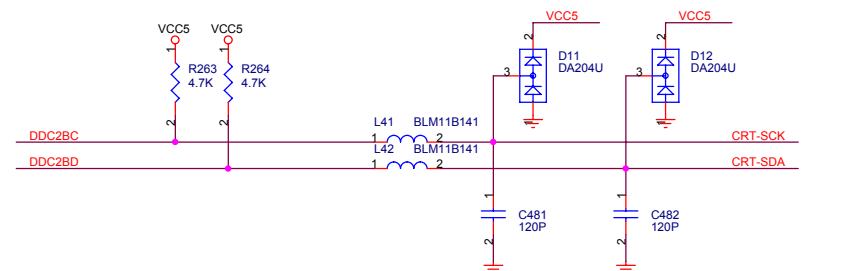 VCC5
VCC5
VCC5
VCC5
1
1
2
2
R263
4.7K
R264
4.7K
D11
DA204U
D12
DA204U
3
3
2
2
L41
BLM11B141
DDC2BC
1
2
CRT-SCK
L42
BLM11B141
DDC2BD
1
2
CRT-SDA
1
1
C481
120P
C482
120P
2
2